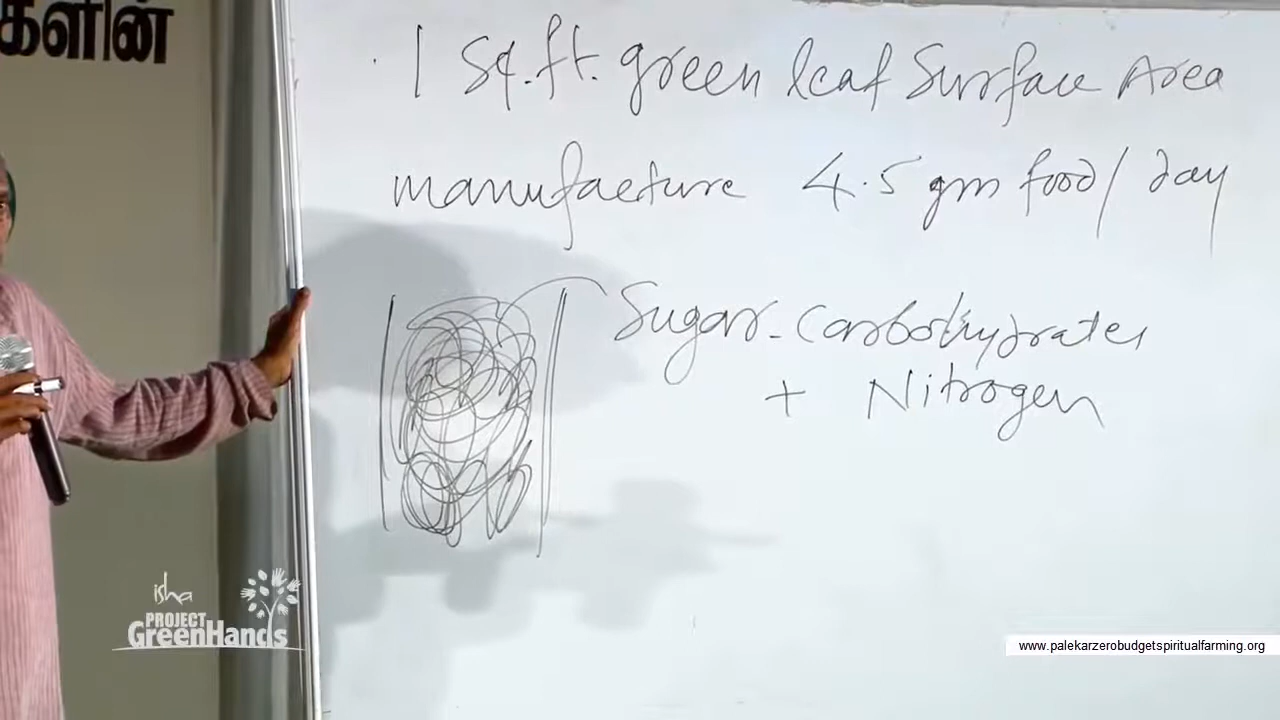 களின்
1 Sq.ft. green leaf Surface Area
manufacture 4.5 gm food/day
Sugar - Carbohydrates
+ Nitrogen
isha
PROJECT
GreenHands
www.palekarzerobudgetspiritualfarming.org